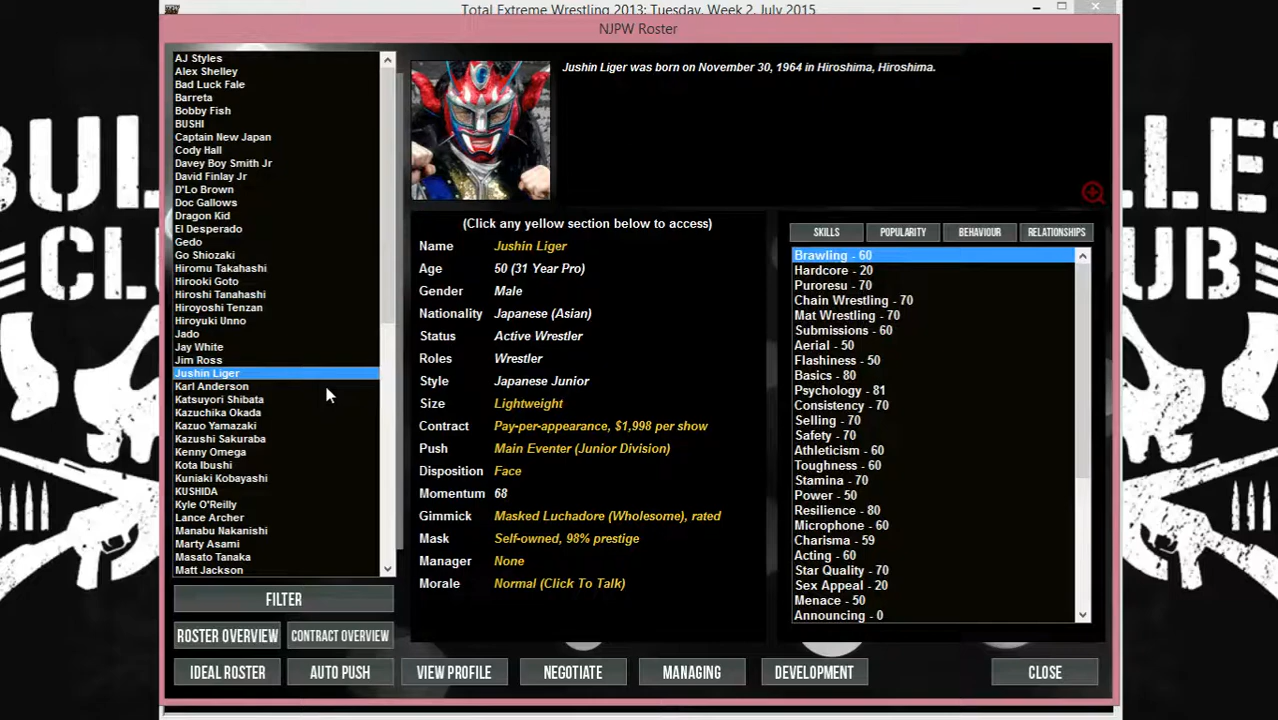 Total Extreme Wrestling 2013: Tuesday, Week 2, July 2015
NJPW Roster
AJ Styles
Alex Shelley
Bad Luck Fale
Barreta
Bobby Fish
BUSHI
Captain New Japan
Cody Hall
Davey Boy Smith Jr
David Finlay Jr
D'Lo Brown
Doc Gallows
Dragon Kid
El Desperado
Gedo
Go Shiozaki
Hiromu Takahashi
Hirooki Goto
Hiroshi Tanahashi
Hiroyoshi Tenzan
Hiroyuki Unno
Jado
Jay White
Jim Ross
Jushin Liger
Karl Anderson
Katsuyori Shibata
Kazuchika Okada
Kazuo Yamazaki
Kazushi Sakuraba
Kenny Omega
Kota Ibushi
Kuniaki Kobayashi
KUSHIDA
Kyle O'Reilly
Lance Archer
Manabu Nakanishi
Marty Asami
Masato Tanaka
Matt Jackson
FILTER
ROSTER OVERVIEW
CONTRACT OVERVIEW
IDEAL ROSTER
AUTO PUSH
Jushin Liger was born on November 30, 1964 in Hiroshima, Hiroshima.
(Click any yellow section below to access)
Name Jushin Liger
Age 50 (31 Year Pro)
Gender Male
Nationality Japanese (Asian)
Status Active Wrestler
Roles Wrestler
Style Japanese Junior
Size Lightweight
Contract Pay-per-appearance, $1,998 per show
Push Main Eventer (Junior Division)
Disposition Face
Momentum 68
Gimmick Masked Luchadore (Wholesome), rated
Mask Self-owned, 98% prestige
Manager None
Morale Normal (Click To Talk)
SKILLS
POPULARITY
BEHAVIOUR
RELATIONSHIPS
Brawling - 60
Hardcore - 20
Puroresu - 70
Chain Wrestling - 70
Mat Wrestling - 70
Submissions - 60
Aerial - 50
Flashiness - 50
Basics - 80
Psychology - 81
Consistency - 70
Selling - 70
Safety - 70
Athleticism - 60
Toughness - 60
Stamina - 70
Power - 50
Resilience - 80
Microphone - 60
Charisma - 59
Acting - 60
Star Quality - 70
Sex Appeal - 20
Menace - 50
Announcing - 0
VIEW PROFILE
NEGOTIATE
MANAGING
DEVELOPMENT
CLOSE
BUL
CLU
LLET
UB